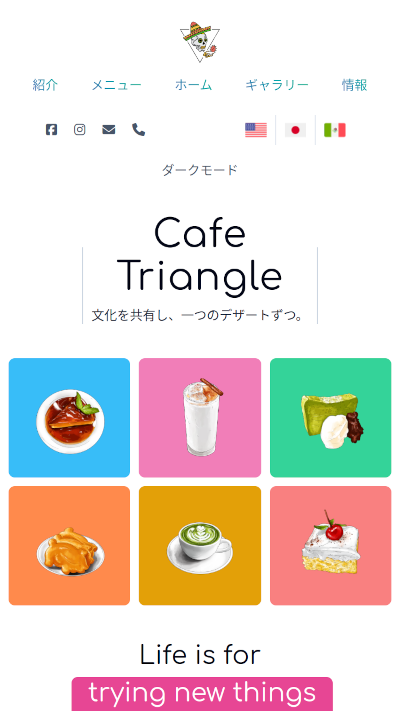 紹介 メニュー ホーム ギャラリー 情報
ダークモード
Cafe
Triangle
文化を共有し、一つのデザートずつ。
Life is for
trying new things